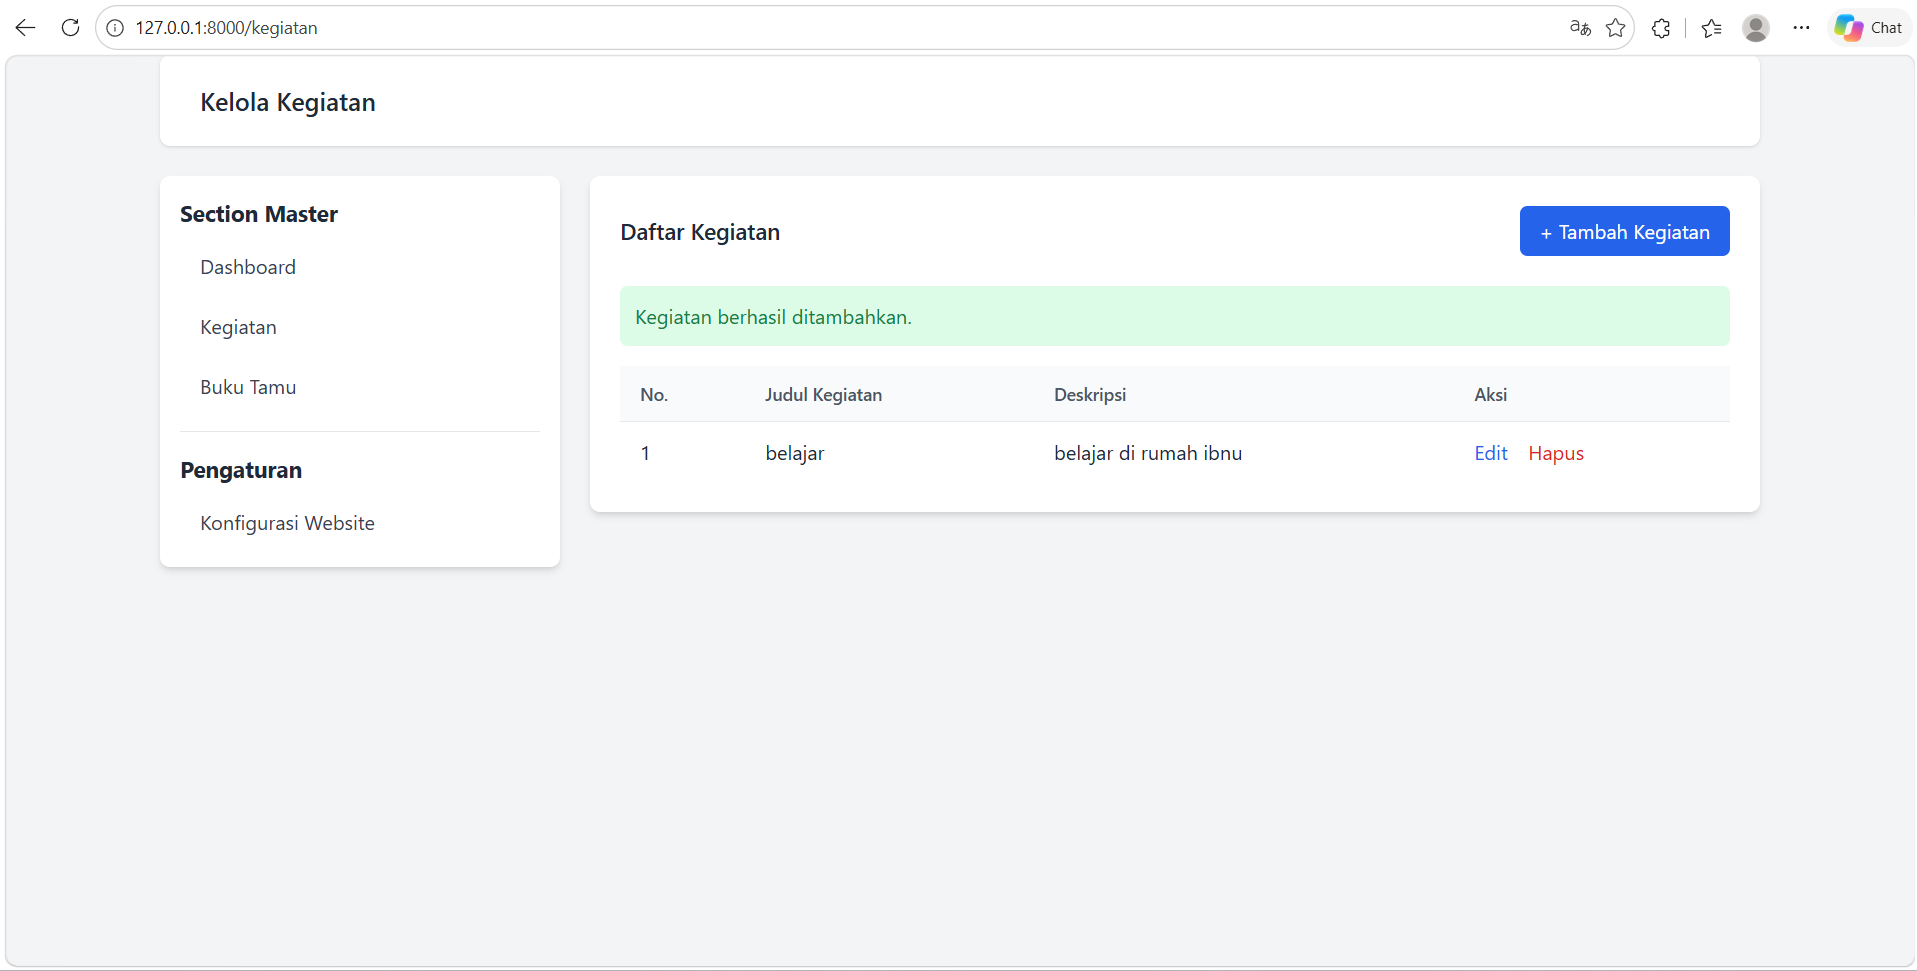 127.0.0.1:8000/kegiatan
Chat
Kelola Kegiatan
Section Master
Dashboard
Kegiatan
Buku Tamu
Pengaturan
Konfigurasi Website
Daftar Kegiatan
+ Tambah Kegiatan
Kegiatan berhasil ditambahkan.
No. Judul Kegiatan Deskripsi Aksi
1 belajar belajar di rumah ibnu Edit Hapus